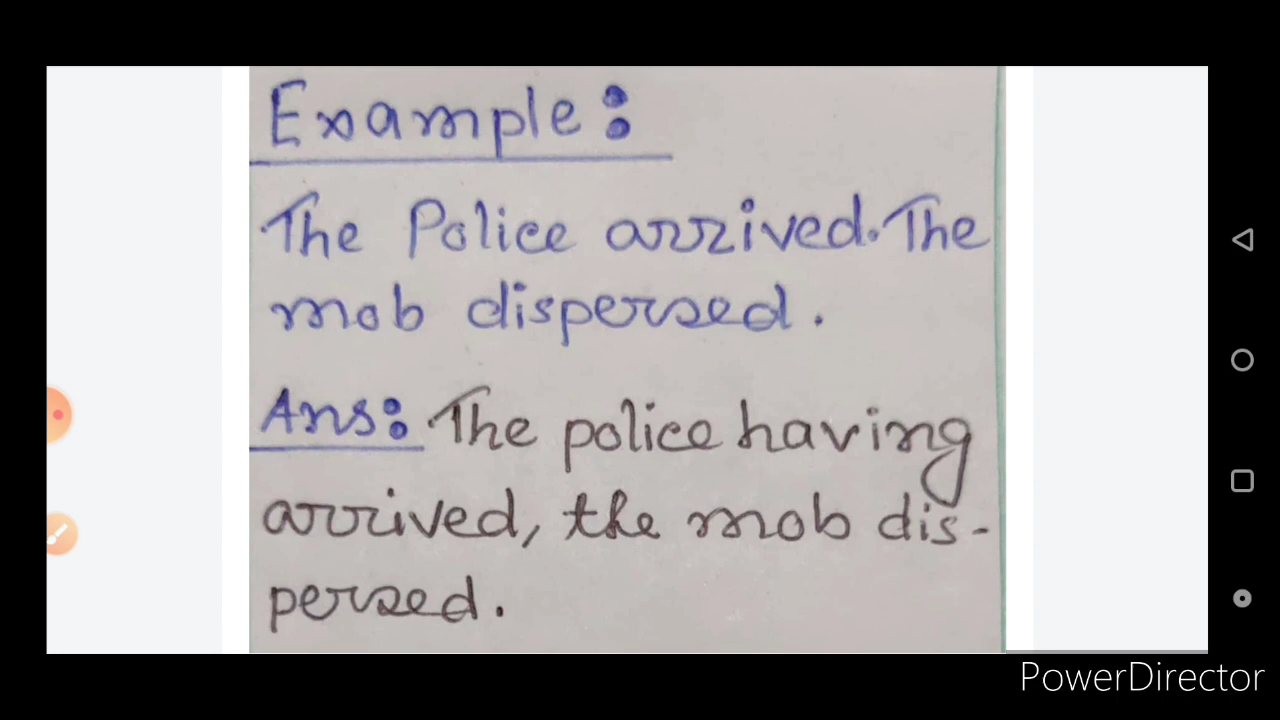 Example:
The Police arrived. The
mob dispersed.
Ans: The police having
arrived, the mob dis-
persed.
PowerDirector